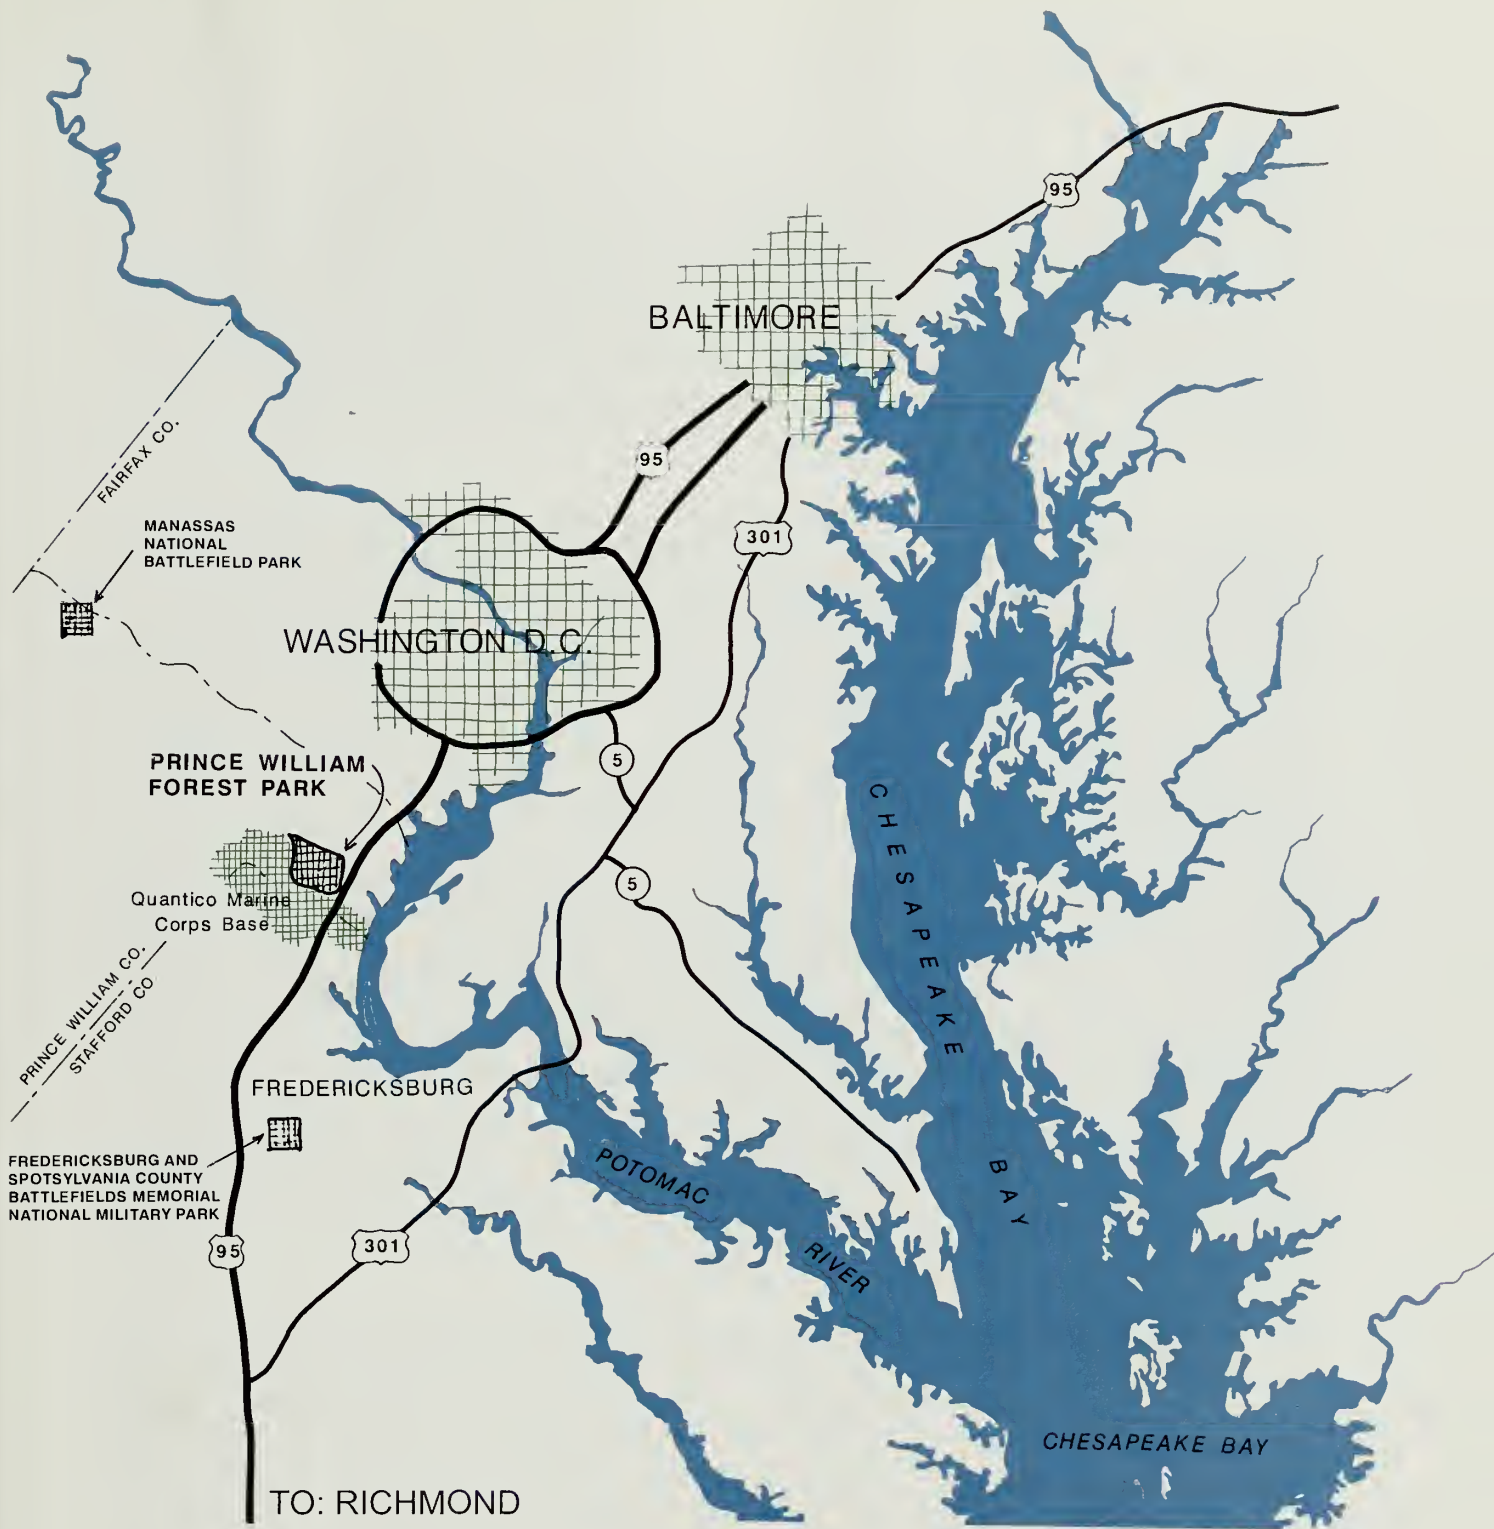 95
BALTIMORE
95
FAIRFAX CO.
MANASSAS
NATIONAL
BATTLEFIELD PARK
301
WASHINGTON D.C.
PRINCE WILLIAM
FOREST PARK
5
CHESAPEAKE BAY
5
Quantico Marine
Corps Base
PRINCE WILLIAM CO.
STAFFORD CO
FREDERICKSBURG
FREDERICKSBURG AND
SPOTSYLVANIA COUNTY
BATTLEFIELDS MEMORIAL
NATIONAL MILITARY PARK
POTOMAC
RIVER
95
301
CHESAPEAKE BAY
TO: RICHMOND